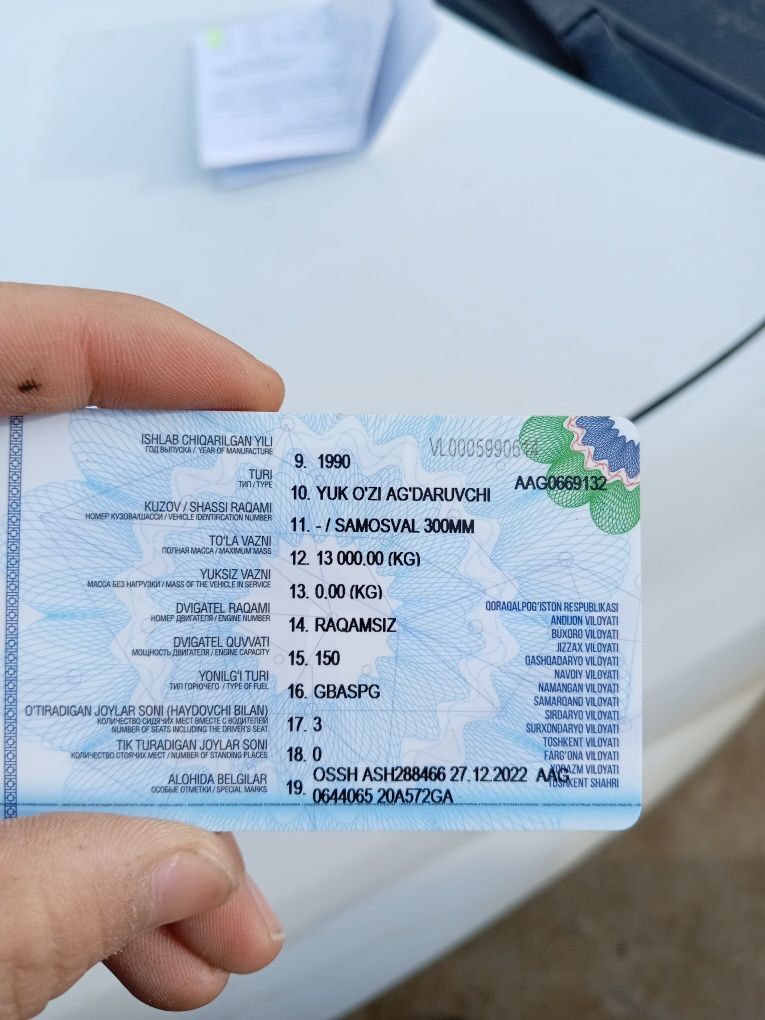 VL0005990614
AAG0669132
ISHLAB CHIQARILGAN YILI
ГОД ВЫПУСКА / YEAR OF MANUFACTURE
9. 1990
TURI
ТИП / TYPE
10. YUK O'ZI AG'DARUVCHI
KUZOV / SHASSI RAQAMI
НОМЕР КУЗОВА/ШАССИ / VEHICLE IDENTIFICATION NUMBER
11. - / SAMOSVAL 300MM
TO'LA VAZNI
ПОЛНАЯ МАССА / MAXIMUM MASS
12. 13 000.00 (KG)
YUKSIZ VAZNI
МАССА БЕЗ НАГРУЗКИ / MASS OF THE VEHICLE IN SERVICE
13. 0.00 (KG)
DVIGATEL RAQAMI
НОМЕР ДВИГАТЕЛЯ / ENGINE NUMBER
14. RAQAMSIZ
DVIGATEL QUVVATI
МОЩНОСТЬ ДВИГАТЕЛЯ / ENGINE CAPACITY
15. 150
YONILG'I TURI
ТИП ГОРЮЧЕГО / TYPE OF FUEL
16. GBASPG
O'TIRADIGAN JOYLAR SONI (HAYDOVCHI BILAN)
КОЛИЧЕСТВО СИДЯЧИХ МЕСТ ВМЕСТЕ С ВОДИТЕЛЕМ
NUMBER OF SEATS INCLUDING THE DRIVER'S SEAT
17. 3
TIK TURADIGAN JOYLAR SONI
КОЛИЧЕСТВО СТОЯЧИХ МЕСТ / NUMBER OF STANDING PLACES
18. 0
ALOHIDA BELGILAR
ОСОБЫЕ ОТМЕТКИ / SPECIAL MARKS
19. OSSH ASH288466 27.12.2022 AAG
0644065 20A572GA
QORAQALPOG'ISTON RESPUBLIKASI
ANDIJON VILOYATI
BUXORO VILOYATI
JIZZAX VILOYATI
QASHQADARYO VILOYATI
NAVOIY VILOYATI
NAMANGAN VILOYATI
SAMARQAND VILOYATI
SIRDARYO VILOYATI
SURXONDARYO VILOYATI
TOSHKENT VILOYATI
FARG'ONA VILOYATI
XORAZM VILOYATI
TOSHKENT SHAHRI